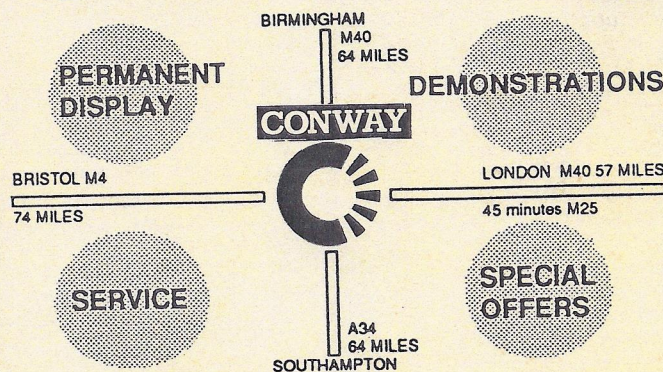 BIRMINGHAM
M40
64 MILES
PERMANENT
DISPLAY
DEMONSTRATIONS
CONWAY
BRISTOL M4
74 MILES
LONDON M40 57 MILES
45 minutes M25
SERVICE
SPECIAL
OFFERS
A34
64 MILES
SOUTHAMPTON